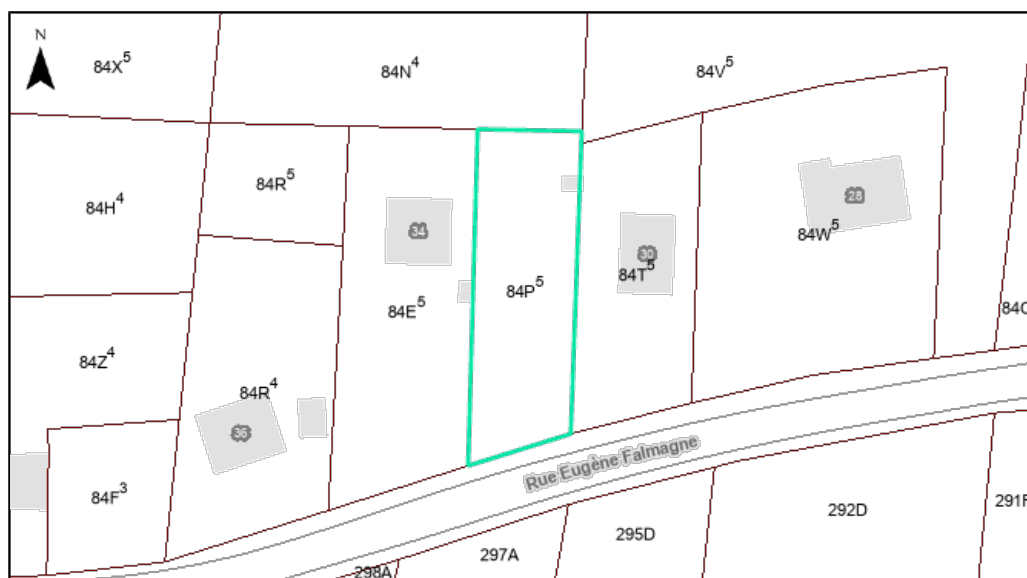 N
84X⁵
84N⁴
84V⁵
84R⁵
84H⁴
28
34
84W⁵
30
84T⁵
84P⁵
84E⁵
84C
84Z⁴
84R⁴
36
Rue Eugène Falmagne
84F³
291F
292D
295D
297A
298A